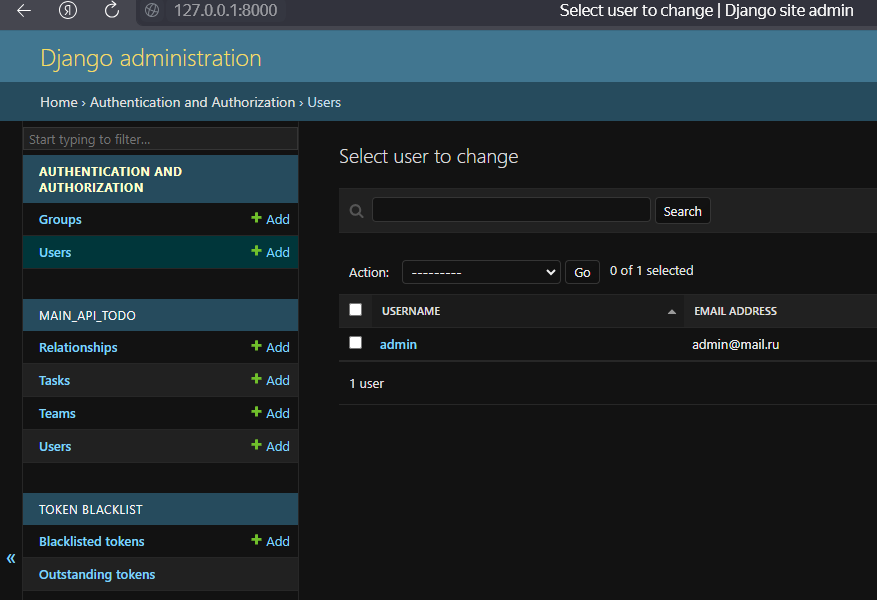 Ⓨ 127.0.0.1:8000 Select user to change | Django site admin
Django administration
Home › Authentication and Authorization › Users
Start typing to filter...
AUTHENTICATION AND
AUTHORIZATION
Groups + Add
Users + Add
MAIN_API_TODO
Relationships + Add
Tasks + Add
Teams + Add
Users + Add
TOKEN BLACKLIST
Blacklisted tokens + Add
Outstanding tokens
«
Select user to change
Search
Action: --------- Go 0 of 1 selected
USERNAME EMAIL ADDRESS
admin admin@mail.ru
1 user